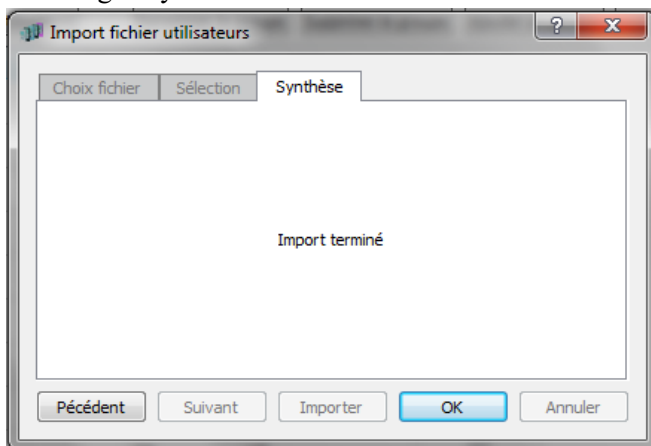 Import fichier utilisateurs
Choix fichier Sélection Synthèse
Import terminé
Pécédent Suivant Importer OK Annuler